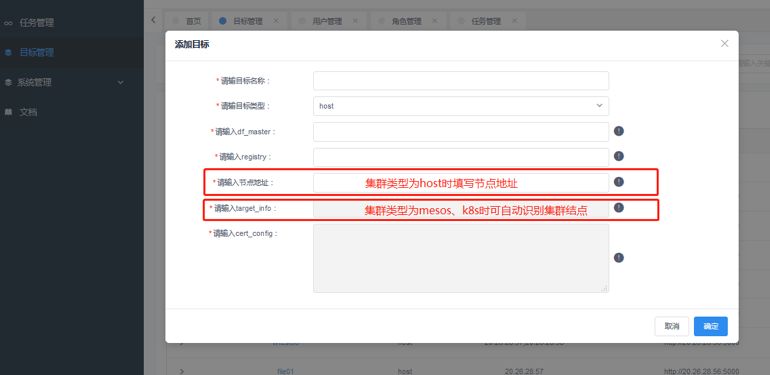 任务管理
目标管理
系统管理
文档
首页
目标管理
用户管理
角色管理
任务管理
添加目标
* 请输目标名称：
* 请输目标类型：
host
* 请输入df_master：
* 请输入registry：
* 请输入节点地址：
集群类型为host时填写节点地址
* 请输入target_info：
集群类型为mesos、k8s时可自动识别集群结点
* 请输入cert_config：
取消
确定
host
file01
host
20.26.28.57
http://20.26.28.56:5000